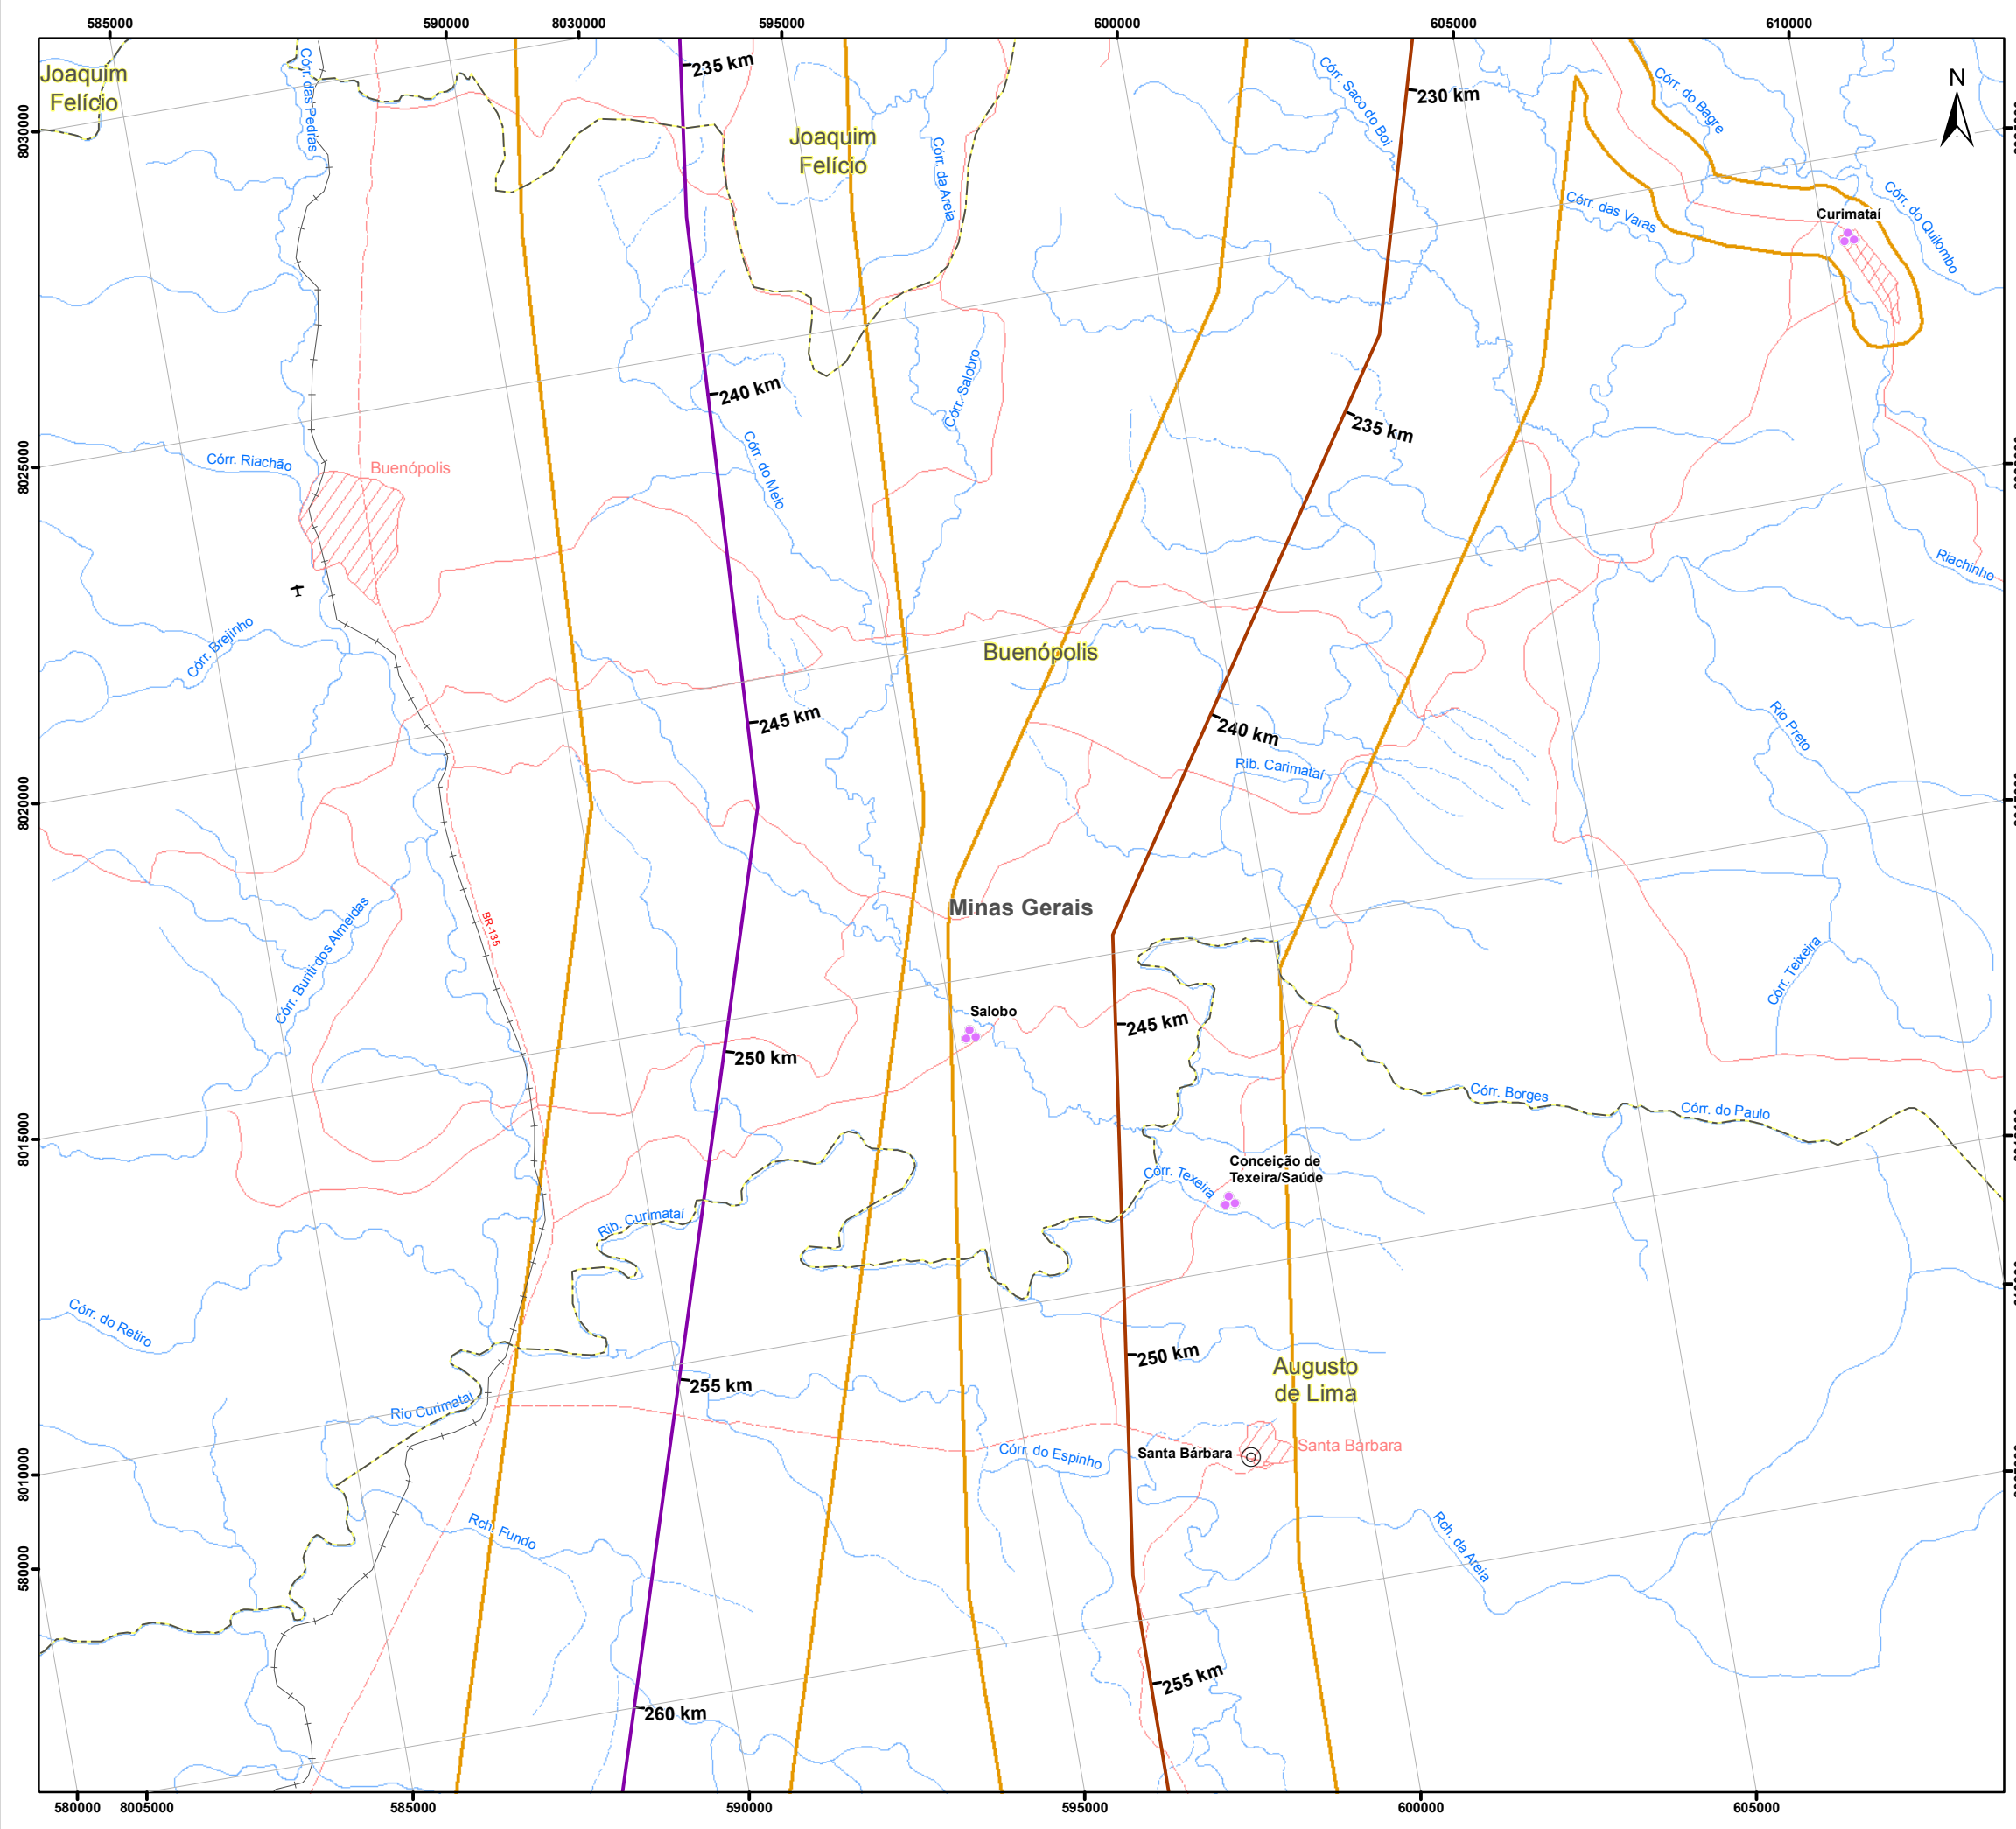 585000
590000
8030000
595000
600000
605000
610000
Joaquim
Felício
Córr. das Pedras
235 km
230 km
Córr. Saco do Boi
Córr. do Bagre
N
8030000
Joaquim
Felício
Córr. da Areia
Córr. das Varas
Curimataí
Córr. do Quilombo
Córr. Salobro
240 km
235 km
8025000
Córr. Riachão
Buenópolis
Córr. do Meio
Riachinho
Córr. Brejinho
Buenópolis
245 km
240 km
Rio Preto
Rib. Carimataí
8020000
BR-135
Minas Gerais
Córr. Buriti dos Almeidas
Córr. Teixeira
Salobo
245 km
250 km
Córr. Borges
Córr. do Paulo
8015000
Conceição de
Texeira/Saúde
Córr. Texeira
Rib. Curimataí
Córr. do Retiro
250 km
Augusto
de Lima
255 km
Rio Curimataj
Córr. do Espinho
Santa Bárbara
Santa Bárbara
8010000
Rch. Fundo
Rch. da Areia
580000
255 km
260 km
580000
8005000
585000
590000
595000
600000
605000